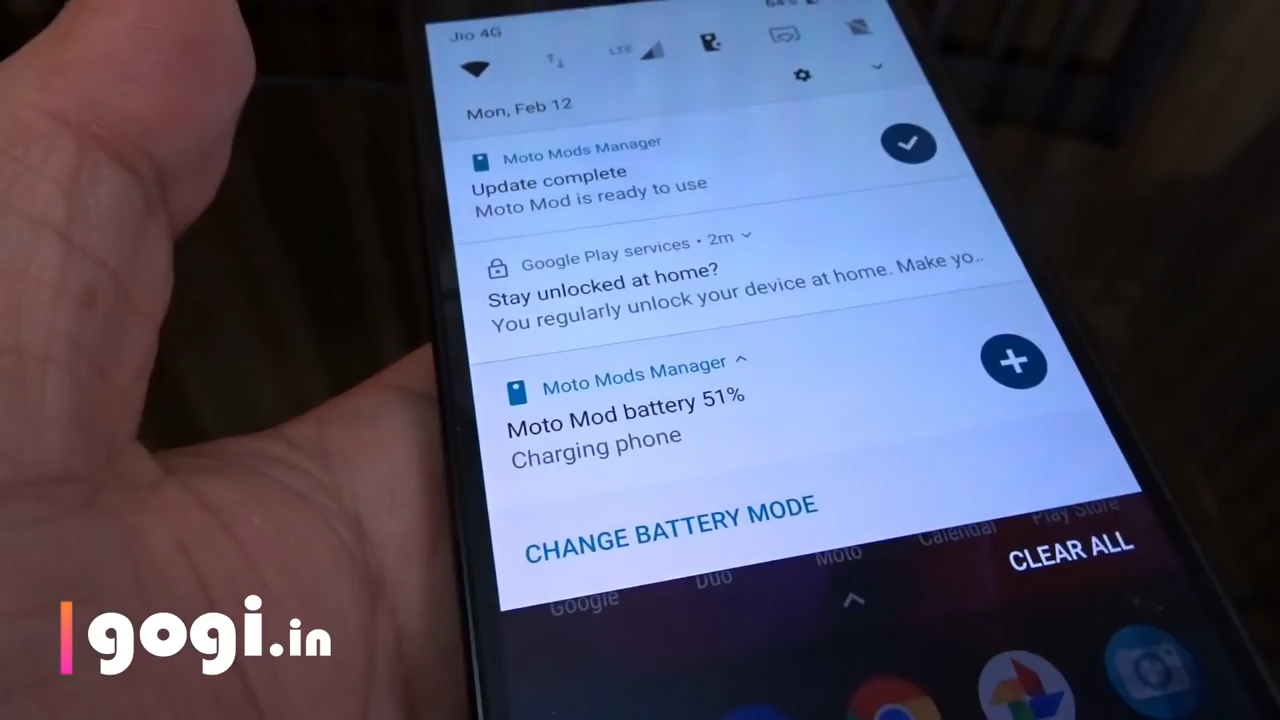 Jio 4G
64%
LTE
Mon, Feb 12
Moto Mods Manager
Update complete
Moto Mod is ready to use
Google Play services • 2m
Stay unlocked at home?
You regularly unlock your device at home. Make yo..
Moto Mods Manager
Moto Mod battery 51%
Charging phone
CHANGE BATTERY MODE
CLEAR ALL
Google
Duo
Moto
Calendar
Play Store
gogi.in